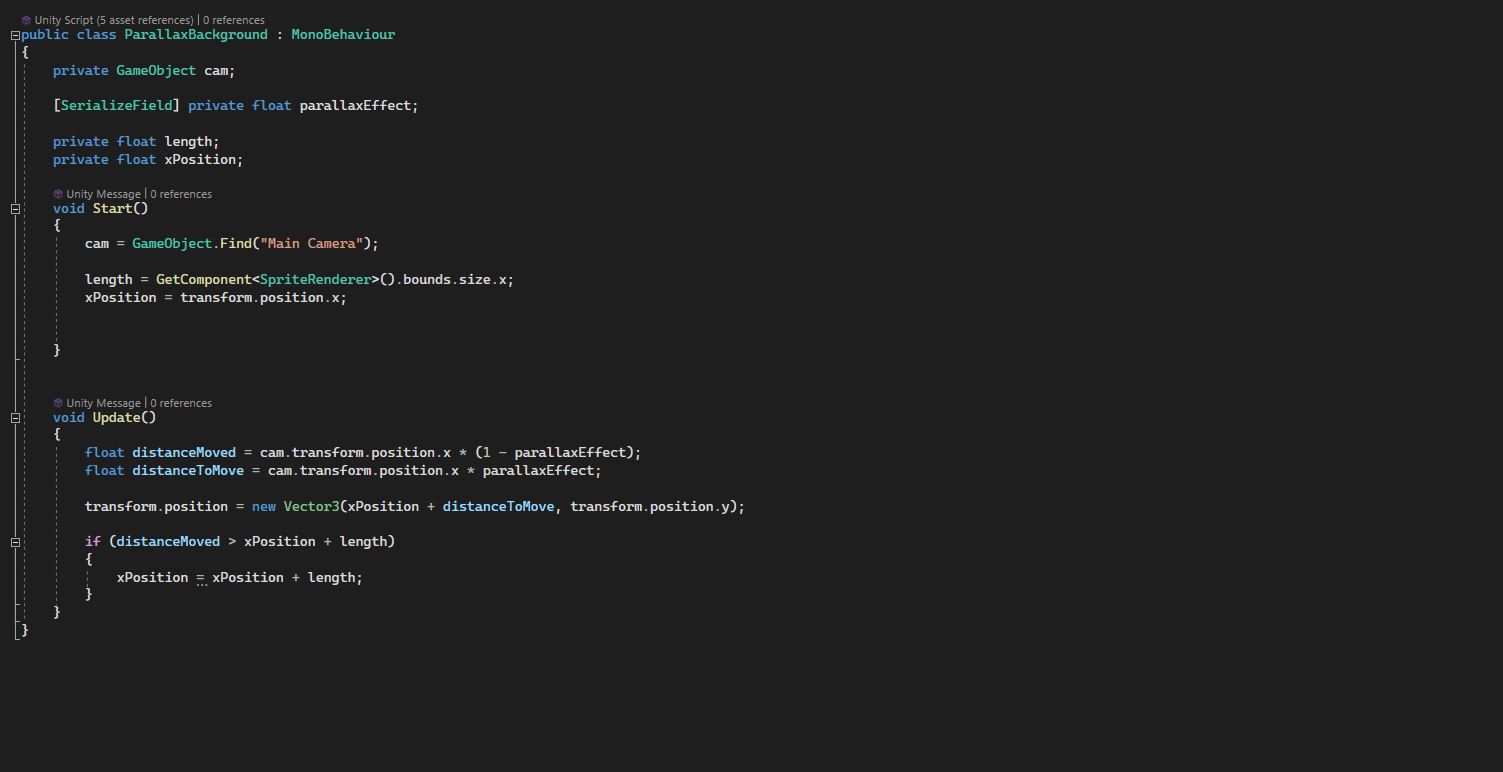 Unity Script (5 asset references) | 0 references
public class ParallaxBackground : MonoBehaviour
{
    private GameObject cam;

    [SerializeField] private float parallaxEffect;

    private float length;
    private float xPosition;

    Unity Message | 0 references
    void Start()
    {
        cam = GameObject.Find("Main Camera");

        length = GetComponent<SpriteRenderer>().bounds.size.x;
        xPosition = transform.position.x;


    }


    Unity Message | 0 references
    void Update()
    {
        float distanceMoved = cam.transform.position.x * (1 - parallaxEffect);
        float distanceToMove = cam.transform.position.x * parallaxEffect;

        transform.position = new Vector3(xPosition + distanceToMove, transform.position.y);

        if (distanceMoved > xPosition + length)
        {
            xPosition = xPosition + length;
        }
    }
}